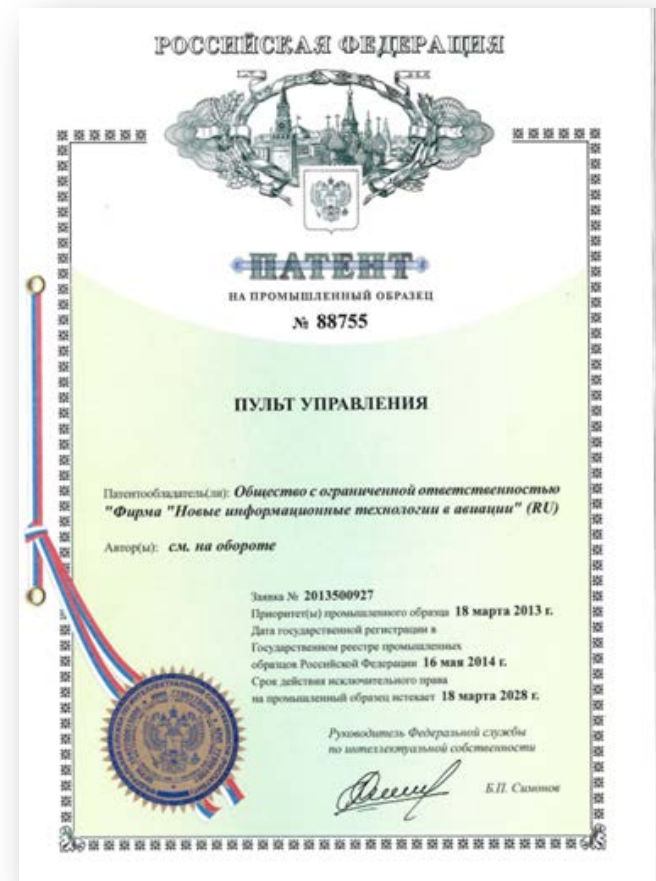 РОССИЙСКАЯ ФЕДЕРАЦИЯ
ПАТЕНТ
НА ПРОМЫШЛЕННЫЙ ОБРАЗЕЦ
№ 88755
ПУЛЬТ УПРАВЛЕНИЯ
Патентообладатель(ли): Общество с ограниченной ответственностью
"Фирма "Новые информационные технологии в авиации" (RU)
Автор(ы): см. на обороте
Заявка № 2013500927
Приоритет(ы) промышленного образца 18 марта 2013 г.
Дата государственной регистрации в
Государственном реестре промышленных
образцов Российской Федерации 16 мая 2014 г.
Срок действия исключительного права
на промышленный образец истекает 18 марта 2028 г.
Руководитель Федеральной службы
по интеллектуальной собственности
Б.П. Симонов